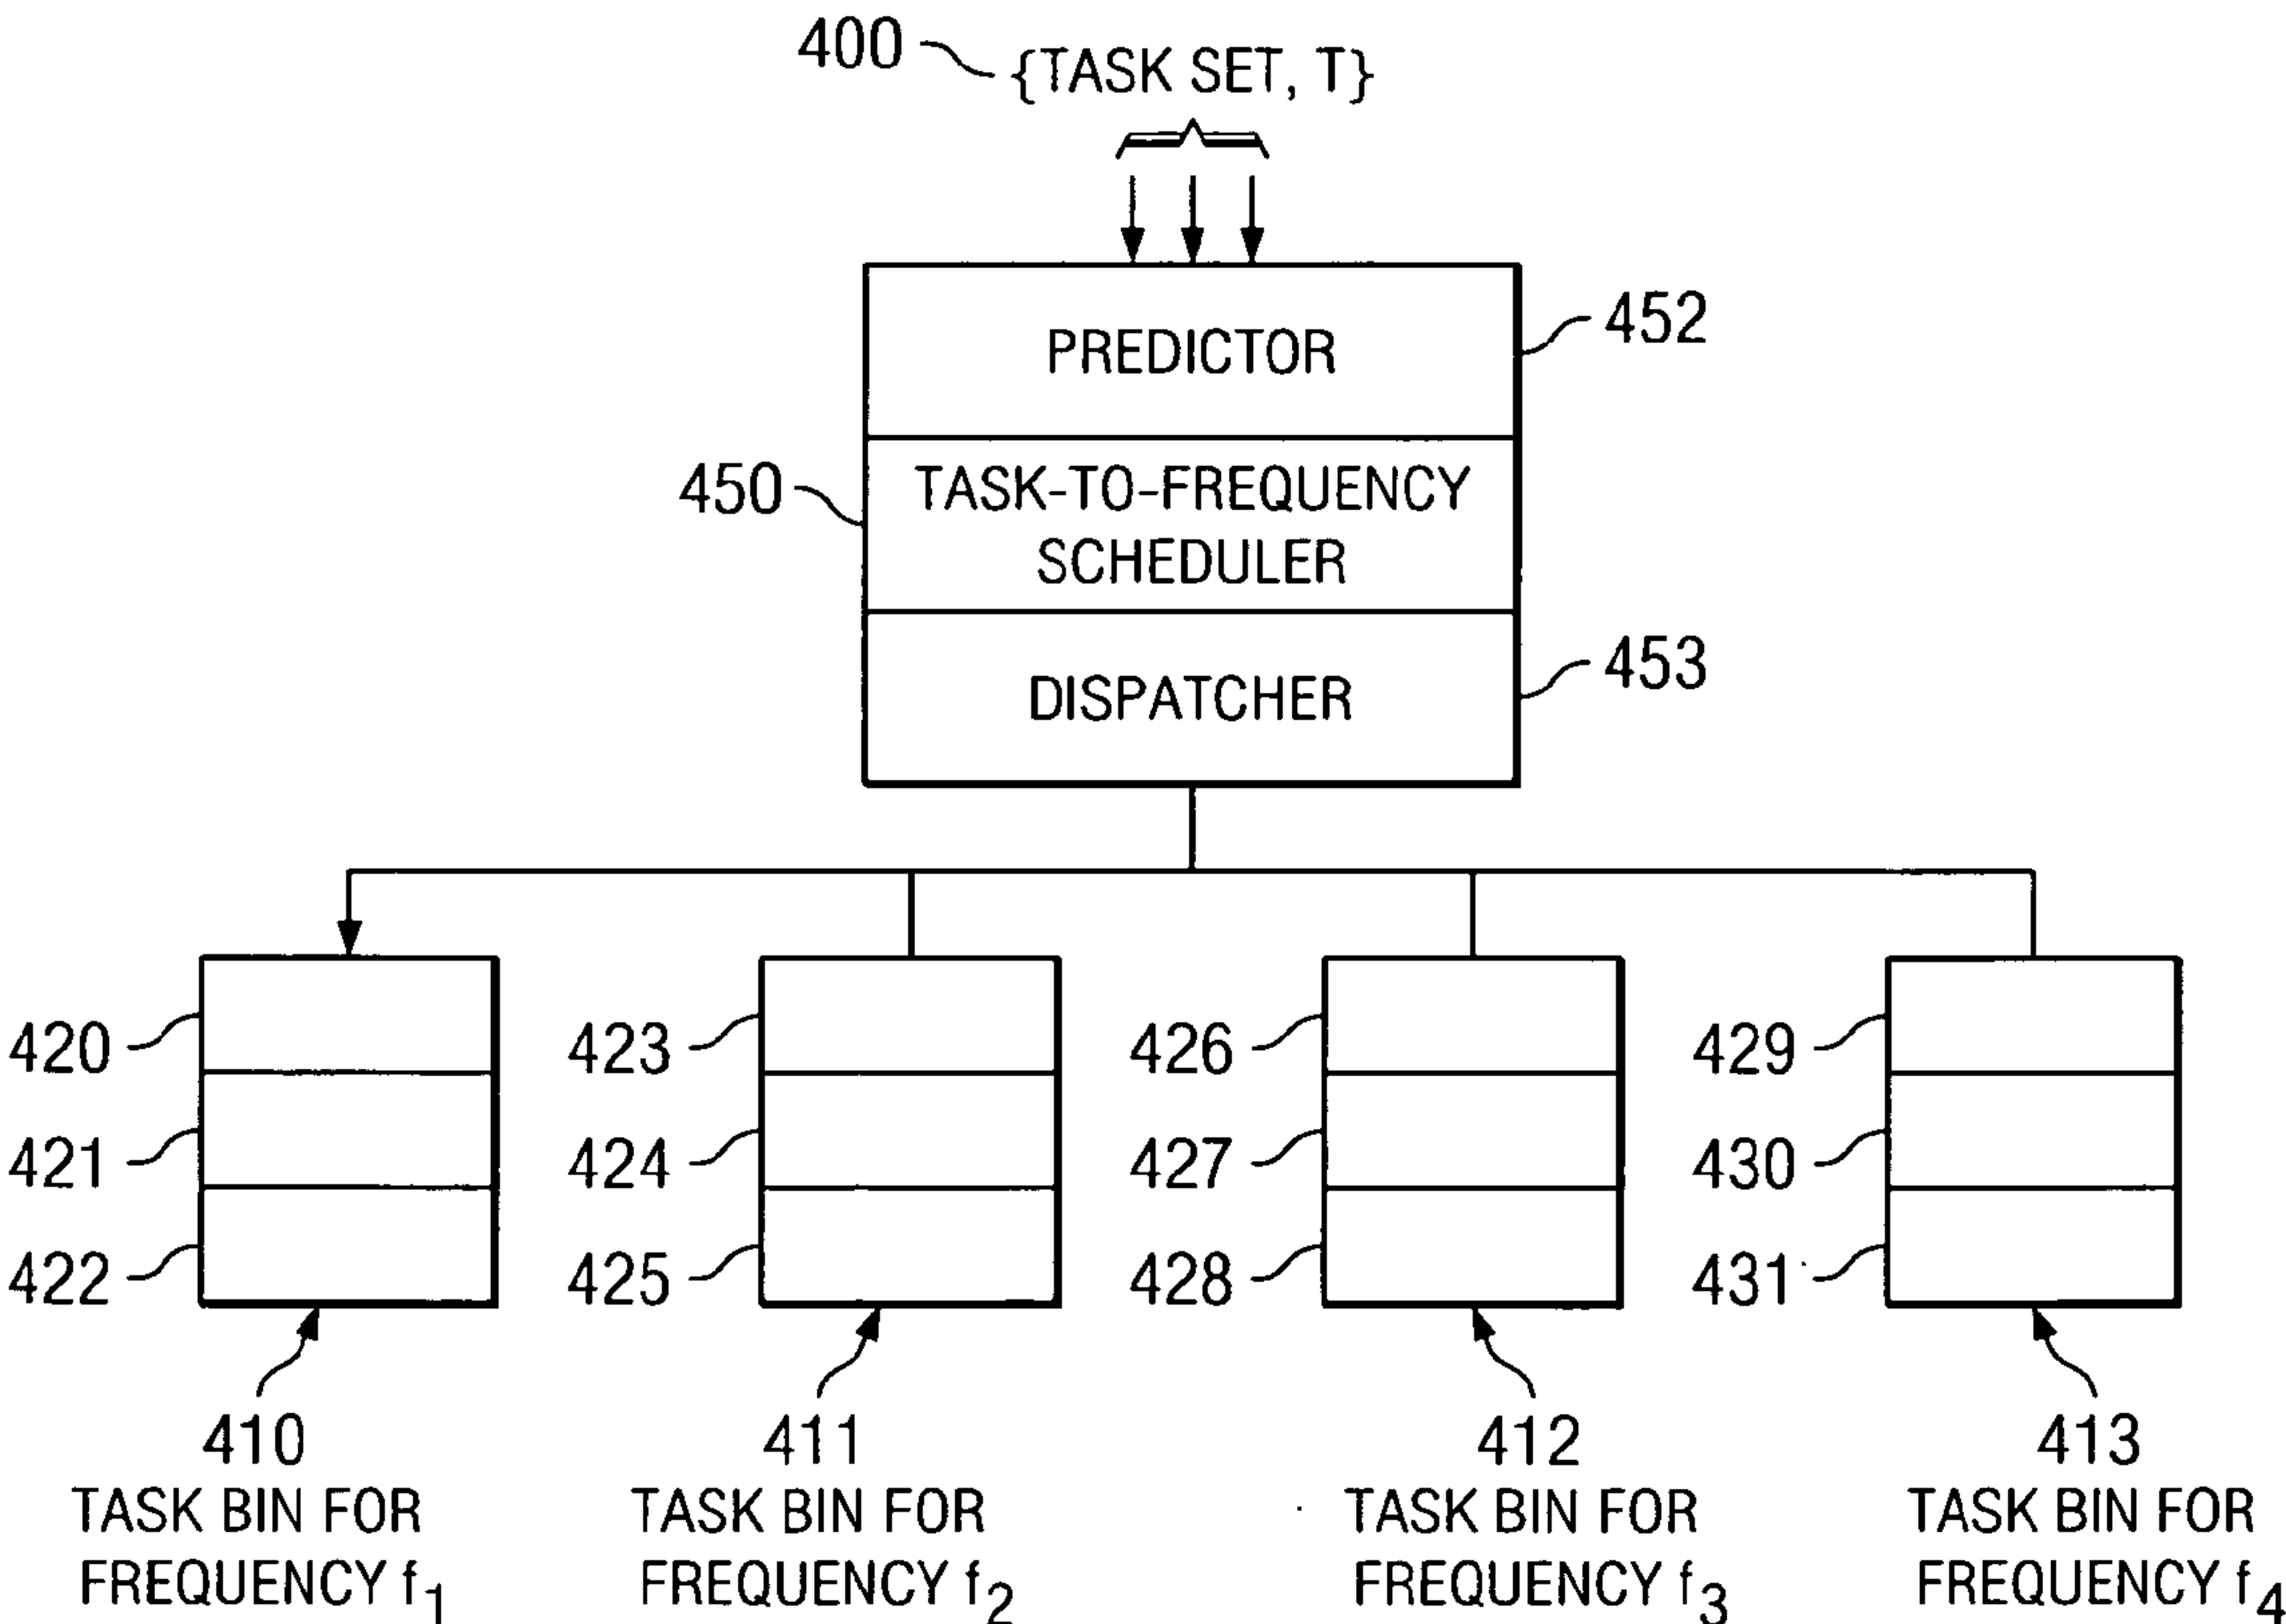 400
{TASK SET, T}
PREDICTOR
452
450
TASK-TO-FREQUENCY
SCHEDULER
DISPATCHER
453
420
421
422
423
424
425
426
427
428
429
430
431
410
TASK BIN FOR
FREQUENCY f1
411
TASK BIN FOR
FREQUENCY f2
412
TASK BIN FOR
FREQUENCY f3
413
TASK BIN FOR
FREQUENCY f4